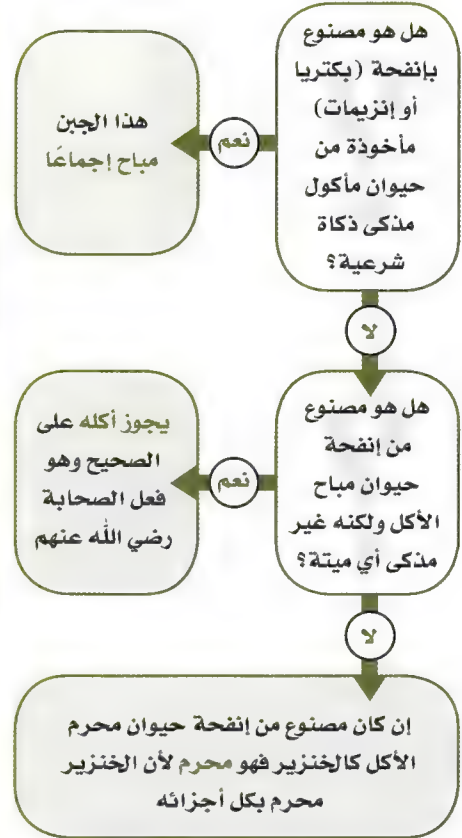 هل هو مصنوع
بإنفحة (بكتريا
أو إنزيمات)
مأخوذة من
حيوان مأكول
مذكى ذكاة
شرعية؟
نعم
هذا الجبن
مباح إجماعًا
لا
هل هو مصنوع
من إنفحة
حيوان مباح
الأكل ولكنه غير
مذكى أي ميتة؟
نعم
يجوز أكله على
الصحيح وهو
فعل الصحابة
رضي الله عنهم
لا
إن كان مصنوع من إنفحة حيوان محرم
الأكل كالخنزير فهو محرم لأن الخنزير
محرم بكل أجزائه